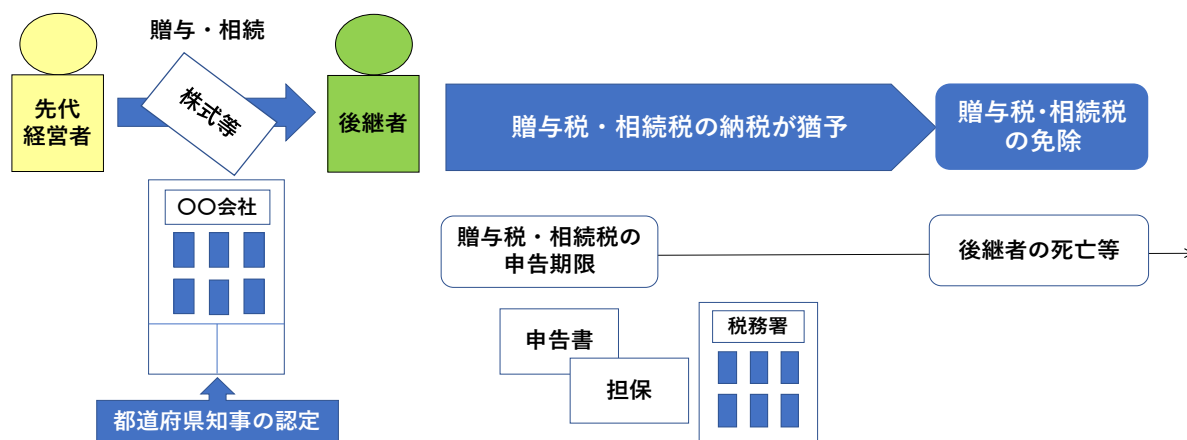 贈与・相続
先代
経営者
株式等
後継者
贈与税・相続税の納税が猶予
贈与税・相続税
の免除
〇〇会社
贈与税・相続税の
申告期限
後継者の死亡等
申告書
担保
税務署
都道府県知事の認定